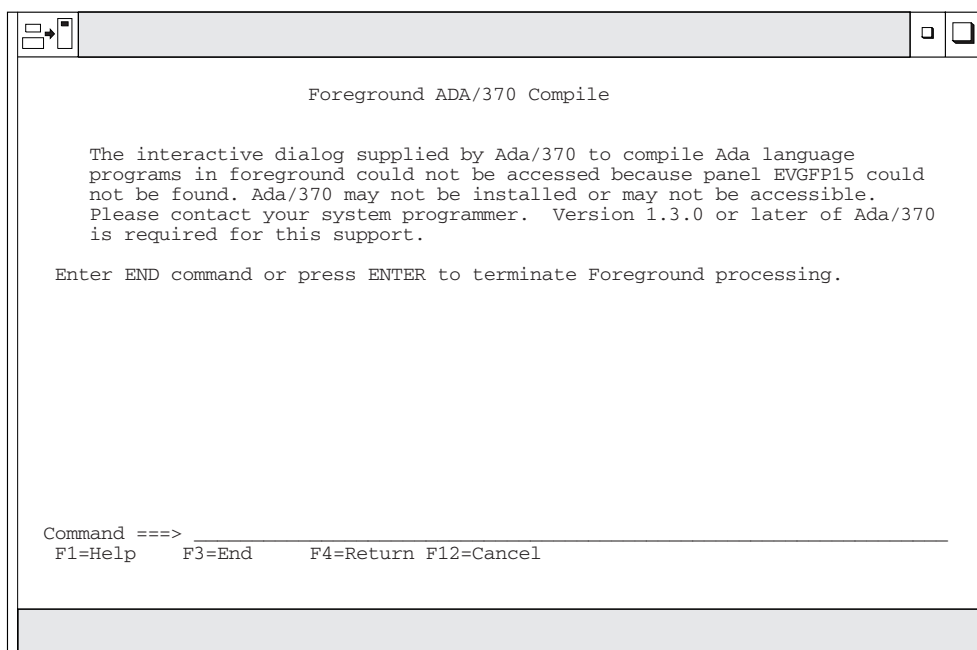 Foreground ADA/370 Compile
The interactive dialog supplied by Ada/370 to compile Ada language
programs in foreground could not be accessed because panel EVGFP15 could
not be found. Ada/370 may not be installed or may not be accessible.
Please contact your system programmer.  Version 1.3.0 or later of Ada/370
is required for this support.
Enter END command or press ENTER to terminate Foreground processing.
Command ===> _________________________________________________________________
F1=Help    F3=End     F4=Return F12=Cancel